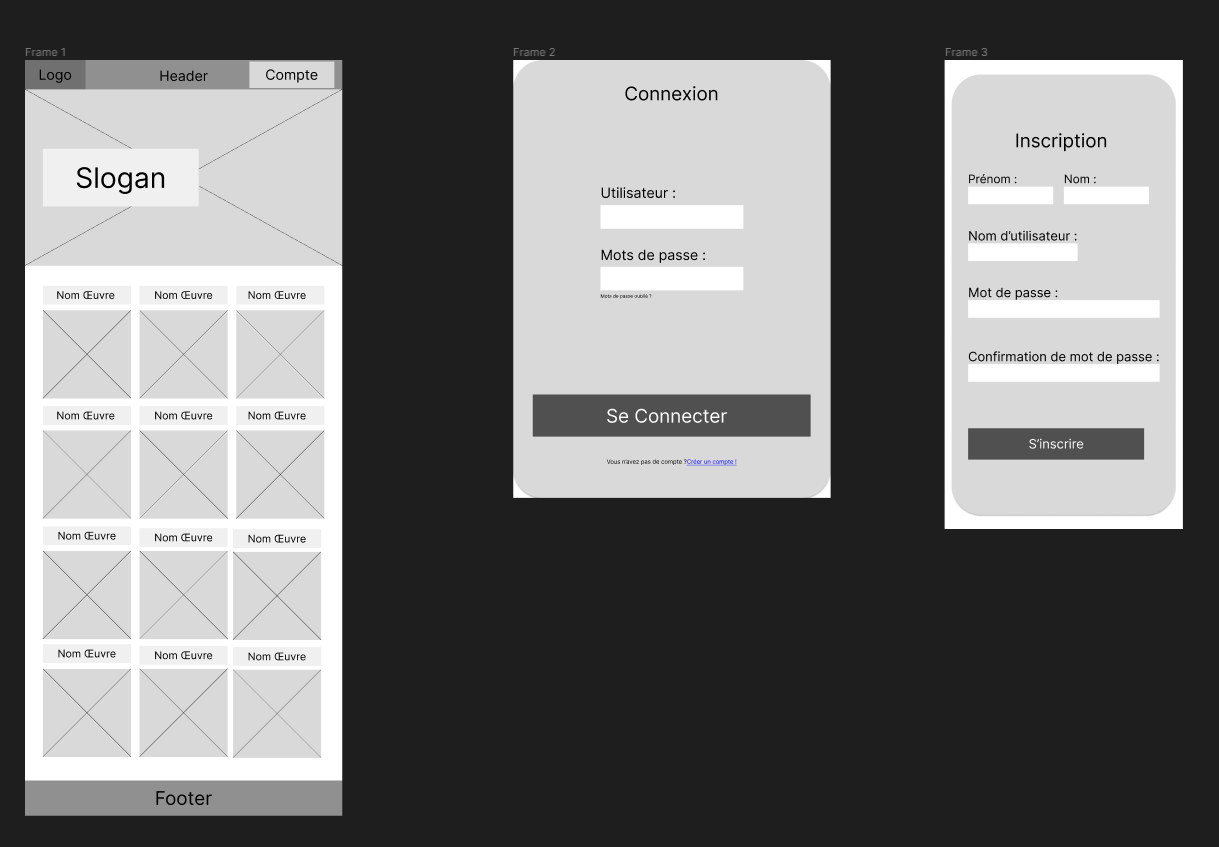 Frame 1
Logo
Header
Compte
Slogan
Nom Œuvre
Nom Œuvre
Nom Œuvre
Nom Œuvre
Nom Œuvre
Nom Œuvre
Nom Œuvre
Nom Œuvre
Nom Œuvre
Nom Œuvre
Nom Œuvre
Nom Œuvre
Footer
Frame 2
Connexion
Utilisateur :
Mots de passe :
Mots de passe oublié ?
Se Connecter
Vous n'avez pas de compte ?Créer un compte !
Frame 3
Inscription
Prénom :
Nom :
Nom d'utilisateur :
Mot de passe :
Confirmation de mot de passe :
S'inscrire